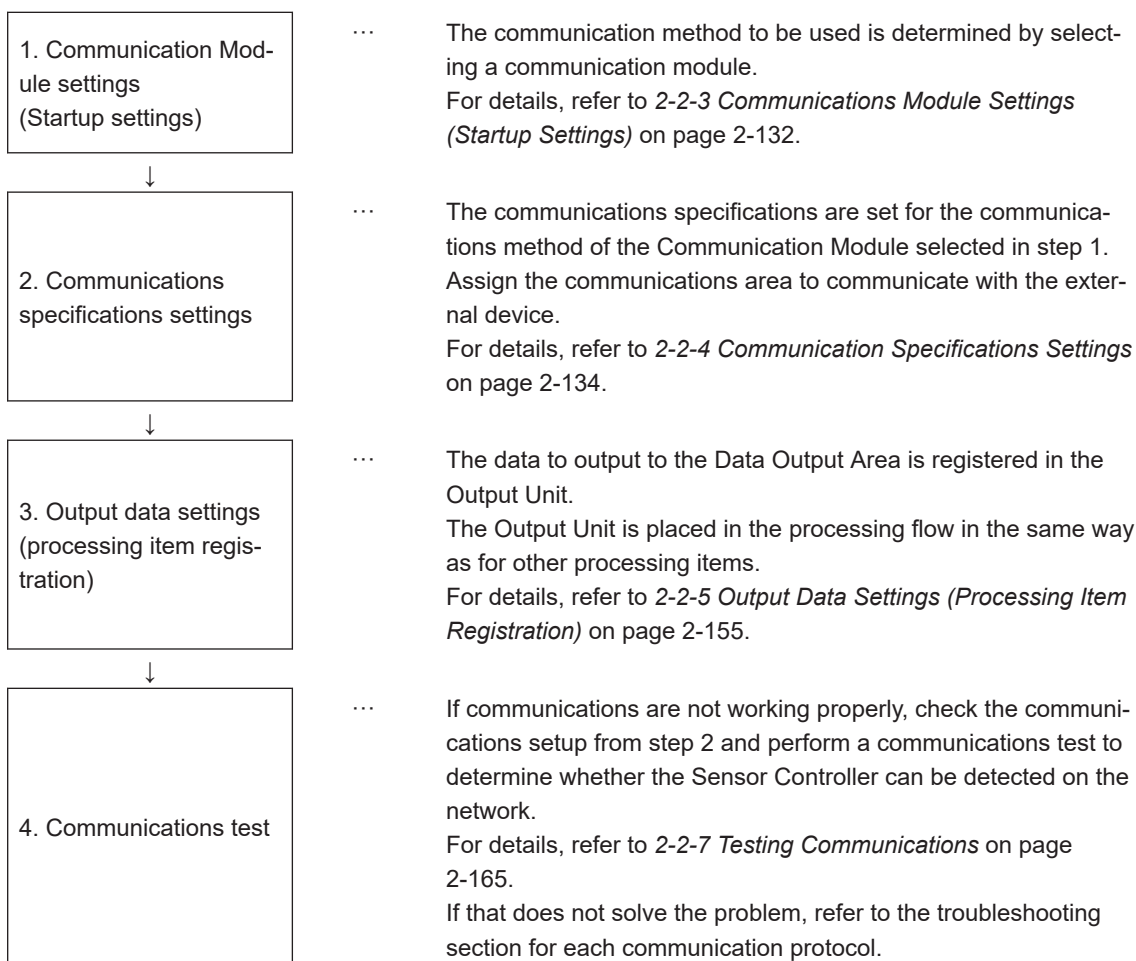 1. Communication Mod-
ule settings
(Startup settings)
… The communication method to be used is determined by select-
ing a communication module.
For details, refer to 2-2-3 Communications Module Settings
(Startup Settings) on page 2-132.
↓
2. Communications
specifications settings
… The communications specifications are set for the communica-
tions method of the Communication Module selected in step 1.
Assign the communications area to communicate with the exter-
nal device.
For details, refer to 2-2-4 Communication Specifications Settings
on page 2-134.
↓
3. Output data settings
(processing item regis-
tration)
… The data to output to the Data Output Area is registered in the
Output Unit.
The Output Unit is placed in the processing flow in the same way
as for other processing items.
For details, refer to 2-2-5 Output Data Settings (Processing Item
Registration) on page 2-155.
↓
4. Communications test
… If communications are not working properly, check the communi-
cations setup from step 2 and perform a communications test to
determine whether the Sensor Controller can be detected on the
network.
For details, refer to 2-2-7 Testing Communications on page
2-165.
If that does not solve the problem, refer to the troubleshooting
section for each communication protocol.